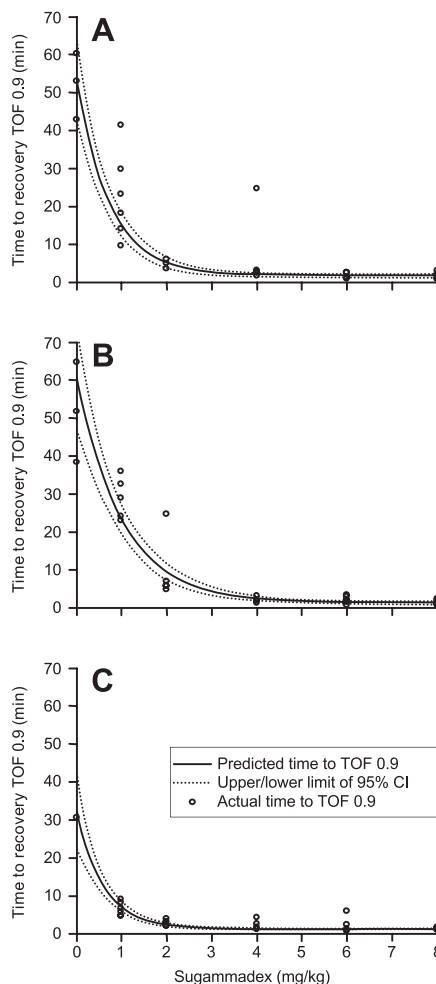 A
Time to recovery TOF 0.9 (min)
70
60
50
40
30
20
10
0
B
Time to recovery TOF 0.9 (min)
70
60
50
40
30
20
10
0
C
Time to recovery TOF 0.9 (min)
70
60
50
40
30
20
10
0
Predicted time to TOF 0.9
Upper/lower limit of 95% CI
Actual time to TOF 0.9
0 1 2 3 4 5 6 7 8
Sugammadex (mg/kg)